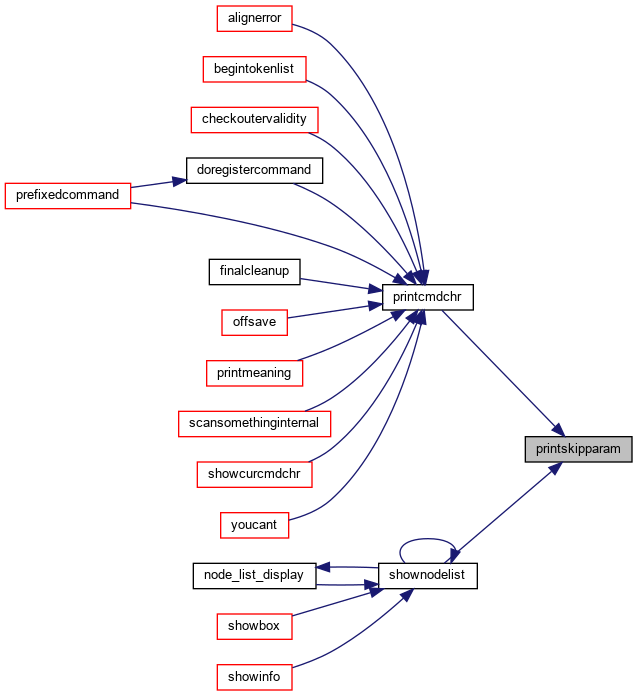 alignerror
begintokenlist
checkoutervalidity
doregistercommand
prefixedcommand
finalcleanup
printcmdchr
offsave
printmeaning
scansomethinginternal
printskipparam
showcurcmdchr
youcant
node_list_display
shownodelist
showbox
showinfo